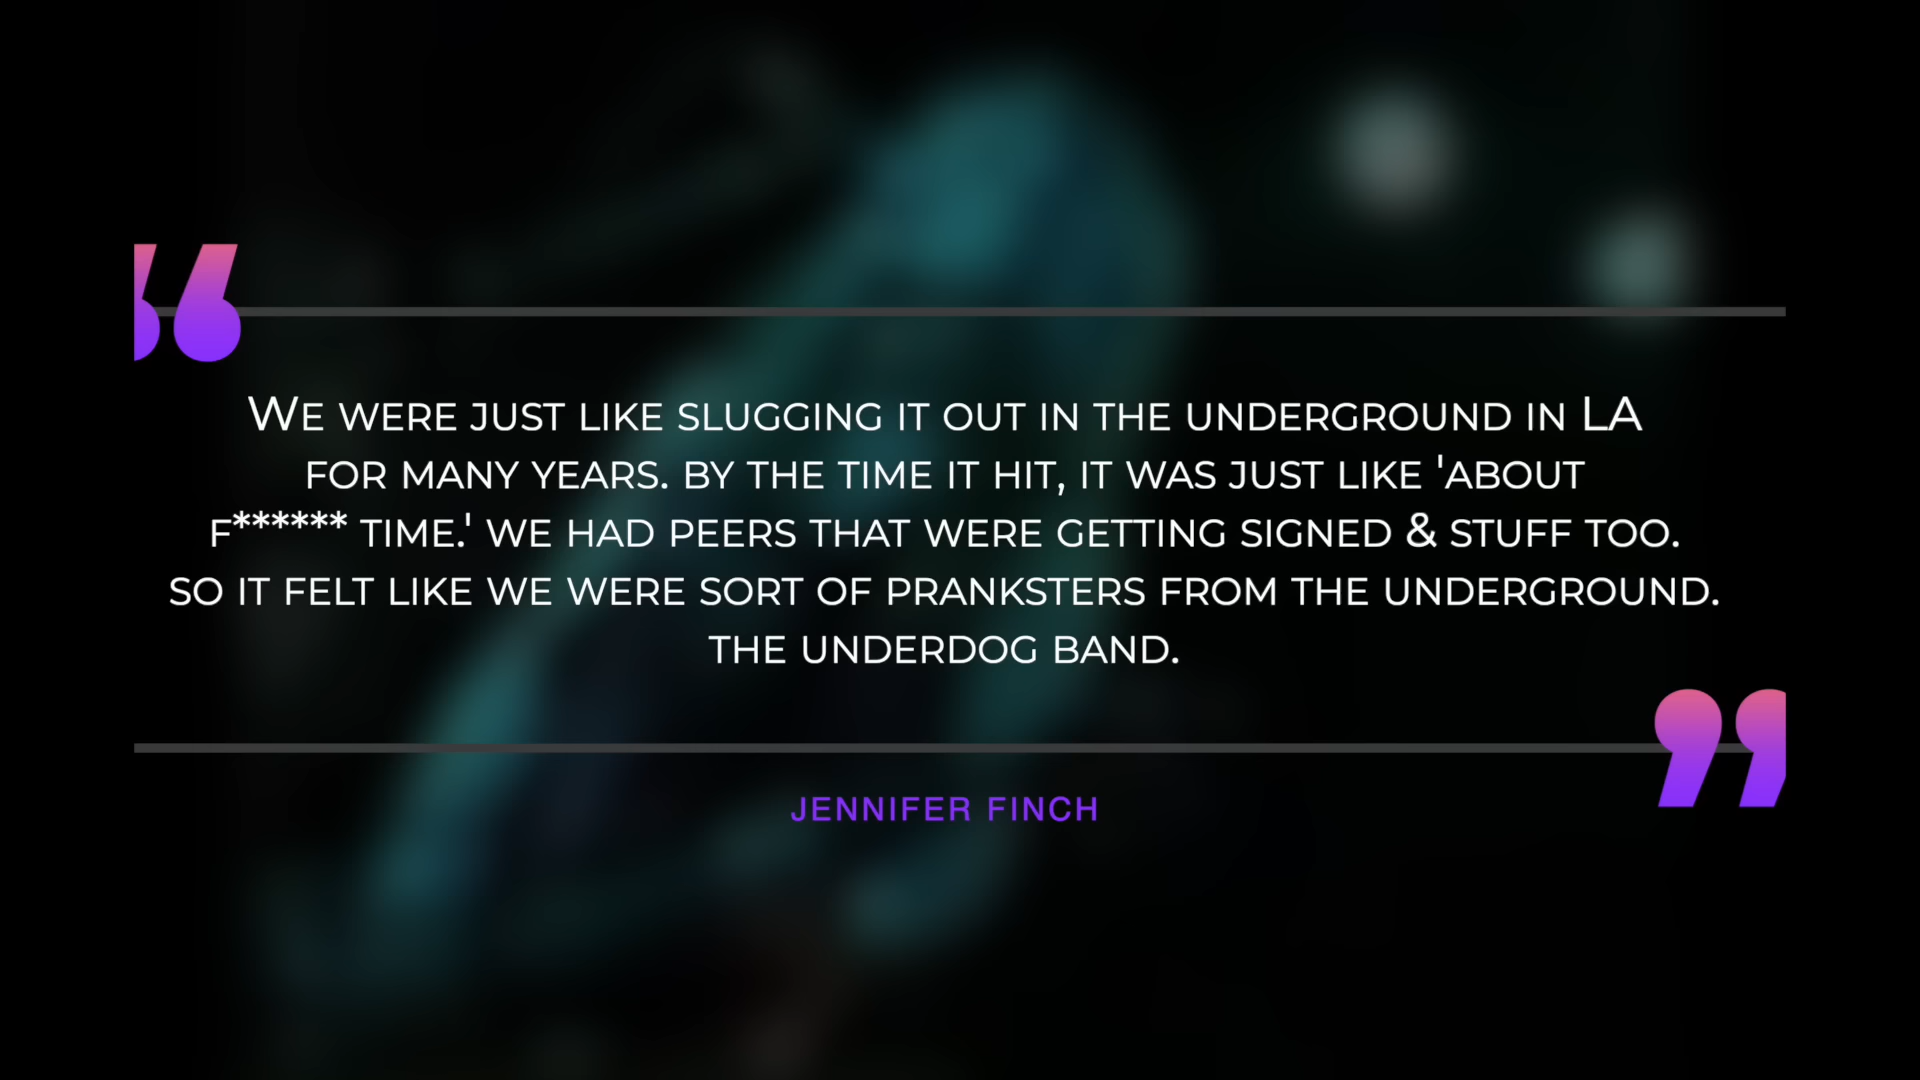 “
We were just like slugging it out in the underground in LA
for many years. by the time it hit, it was just like 'about
f****** time.' we had peers that were getting signed & stuff too.
so it felt like we were sort of pranksters from the underground.
the underdog band.
”
JENNIFER FINCH